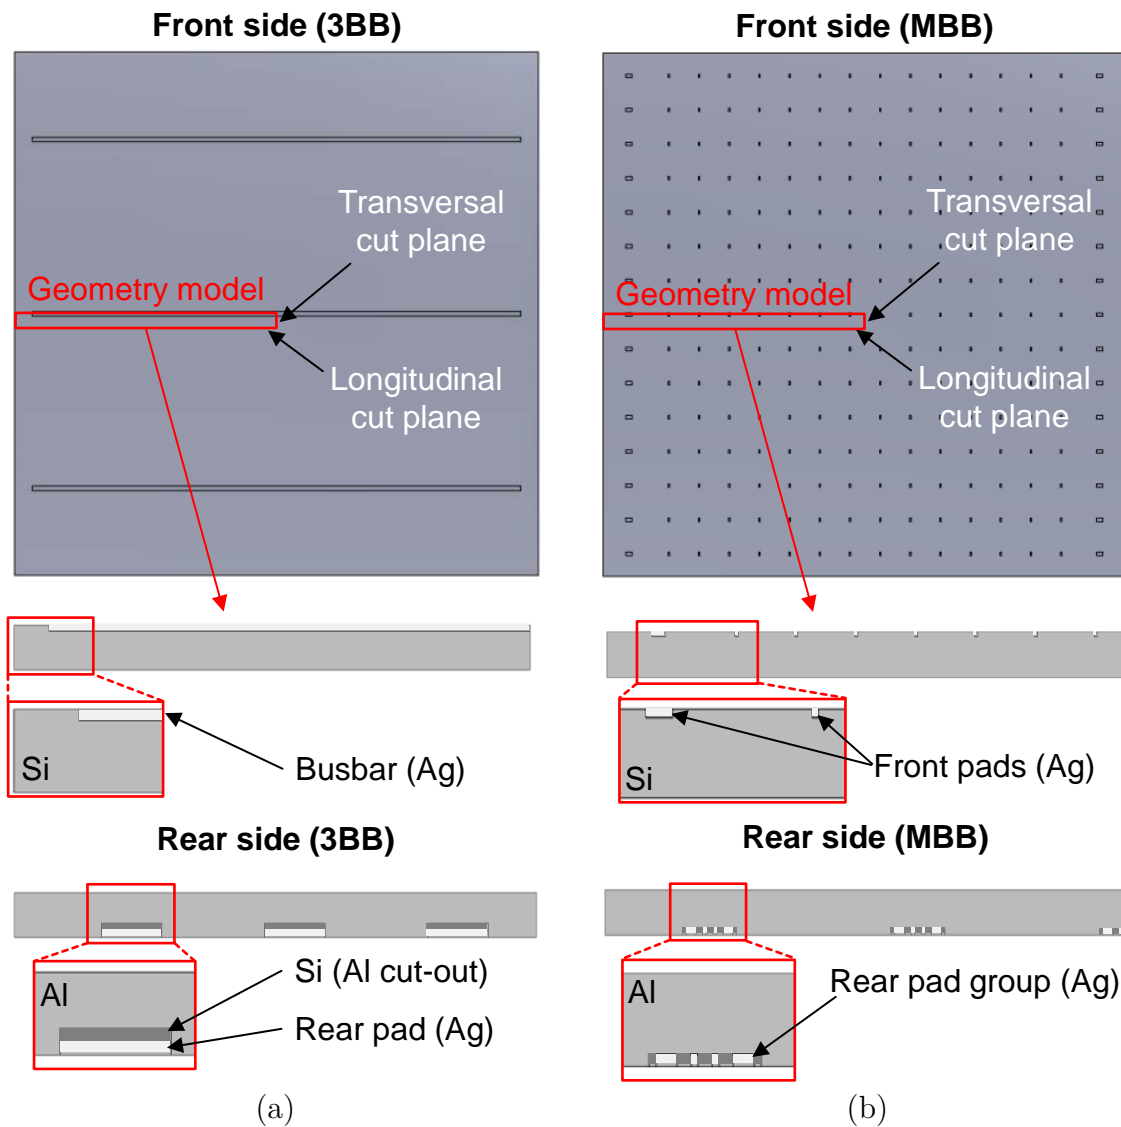 Front side (3BB)
Transversal
cut plane
Geometry model
Longitudinal
cut plane
Si
Busbar (Ag)
Rear side (3BB)
Al
Si (Al cut-out)
Rear pad (Ag)
(a)
Front side (MBB)
Transversal
cut plane
Geometry model
Longitudinal
cut plane
Si
Front pads (Ag)
Rear side (MBB)
Al
Rear pad group (Ag)
(b)